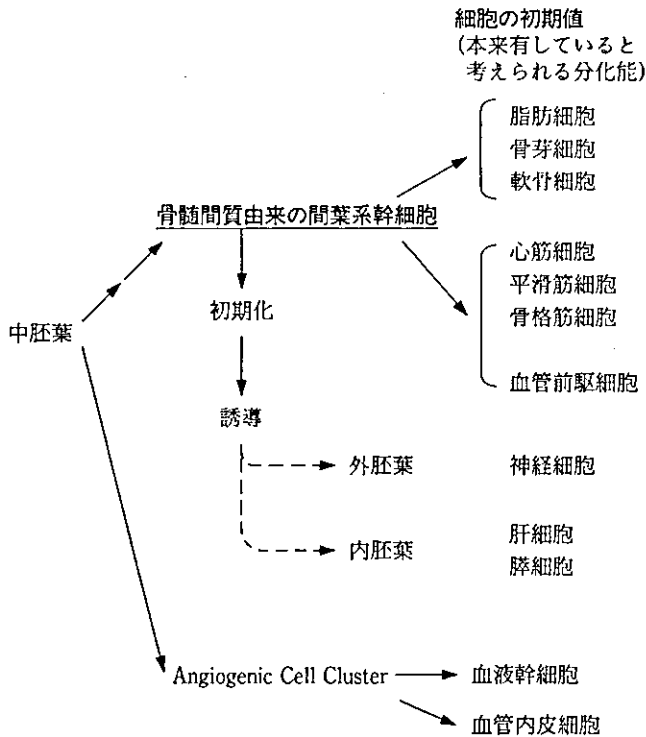 細胞の初期値
(本来有していると
考えられる分化能)
脂肪細胞
骨芽細胞
軟骨細胞
骨髄間質由来の間葉系幹細胞
心筋細胞
平滑筋細胞
骨格筋細胞
血管前駆細胞
中胚葉
初期化
誘導
外胚葉 神経細胞
内胚葉 肝細胞
膵細胞
Angiogenic Cell Cluster 血液幹細胞
血管内皮細胞